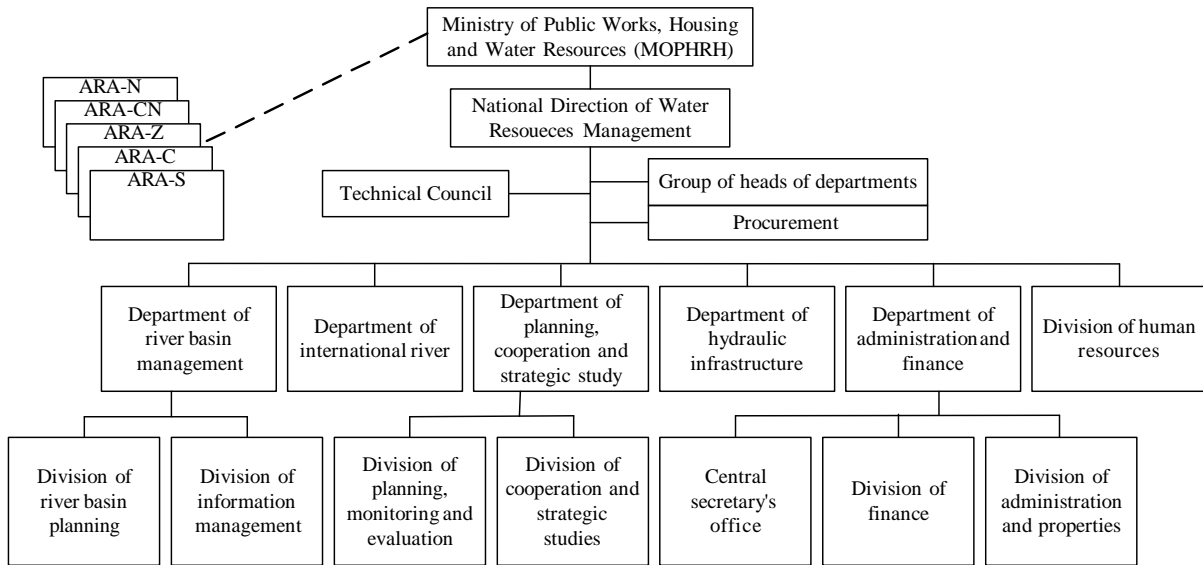 Ministry of Public Works, Housing
and Water Resources (MOPHRH)
ARA-N
ARA-CN
ARA-Z
ARA-C
ARA-S
National Direction of Water
Resoueces Management
Technical Council
Group of heads of departments
Procurement
Department of
river basin
management
Department of
international river
Department of
planning,
cooperation and
strategic study
Department of
hydraulic
infrastructure
Department of
administration and
finance
Division of human
resources
Division of
river basin
planning
Division of
information
management
Division of
planning,
monitoring and
evaluation
Division of
cooperation and
strategic
studies
Central
secretary's
office
Division of
finance
Division of
administration
and properties